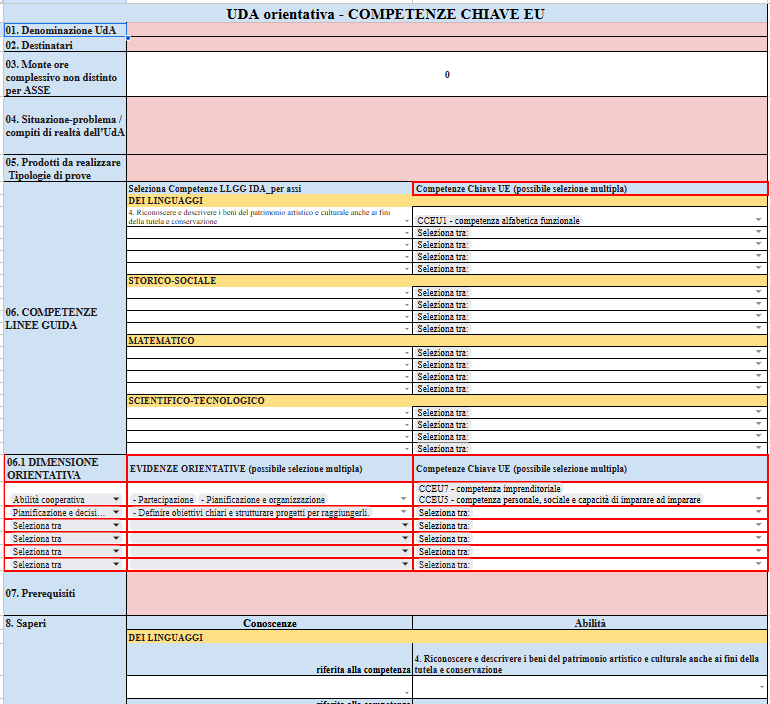 UDA orientativa - COMPETENZE CHIAVE EU
01. Denominazione UdA
02. Destinatari
03. Monte ore
complessivo non distinto
per ASSE
0
04. Situazione-problema /
compiti di realtà dell'UdA
05. Prodotti da realizzare
Tipologie di prove
06. COMPETENZE
LINEE GUIDA
Seleziona Competenze LLGG IDA_per assi
Competenze Chiave UE (possibile selezione multipla)
DEI LINGUAGGI
4. Riconoscere e descrivere i beni del patrimonio artistico e culturale anche ai fini
della tutela e conservazione
CCEU1 - competenza alfabetica funzionale
Seleziona tra:
Seleziona tra:
Seleziona tra:
Seleziona tra:
STORICO-SOCIALE
Seleziona tra:
Seleziona tra:
Seleziona tra:
Seleziona tra:
MATEMATICO
Seleziona tra:
Seleziona tra:
Seleziona tra:
Seleziona tra:
SCIENTIFICO-TECNOLOGICO
Seleziona tra:
Seleziona tra:
Seleziona tra:
Seleziona tra:
06.1 DIMENSIONE
ORIENTATIVA
EVIDENZE ORIENTATIVE (possibile selezione multipla)
Competenze Chiave UE (possibile selezione multipla)
Abilità cooperativa
- Partecipazione - Pianificazione e organizzazione
CCEU7 - competenza imprenditoriale
CCEU5 - competenza personale, sociale e capacità di imparare ad imparare
Pianificazione e decisi...
- Definire obiettivi chiari e strutturare progetti per raggiungerli.
Seleziona tra:
Seleziona tra
Seleziona tra:
Seleziona tra
Seleziona tra:
Seleziona tra
Seleziona tra:
Seleziona tra
Seleziona tra:
07. Prerequisiti
8. Saperi
Conoscenze
Abilità
DEI LINGUAGGI
riferita alla competenza
4. Riconoscere e descrivere i beni del patrimonio artistico e culturale anche ai fini della
tutela e conservazione
riferita alla competenza